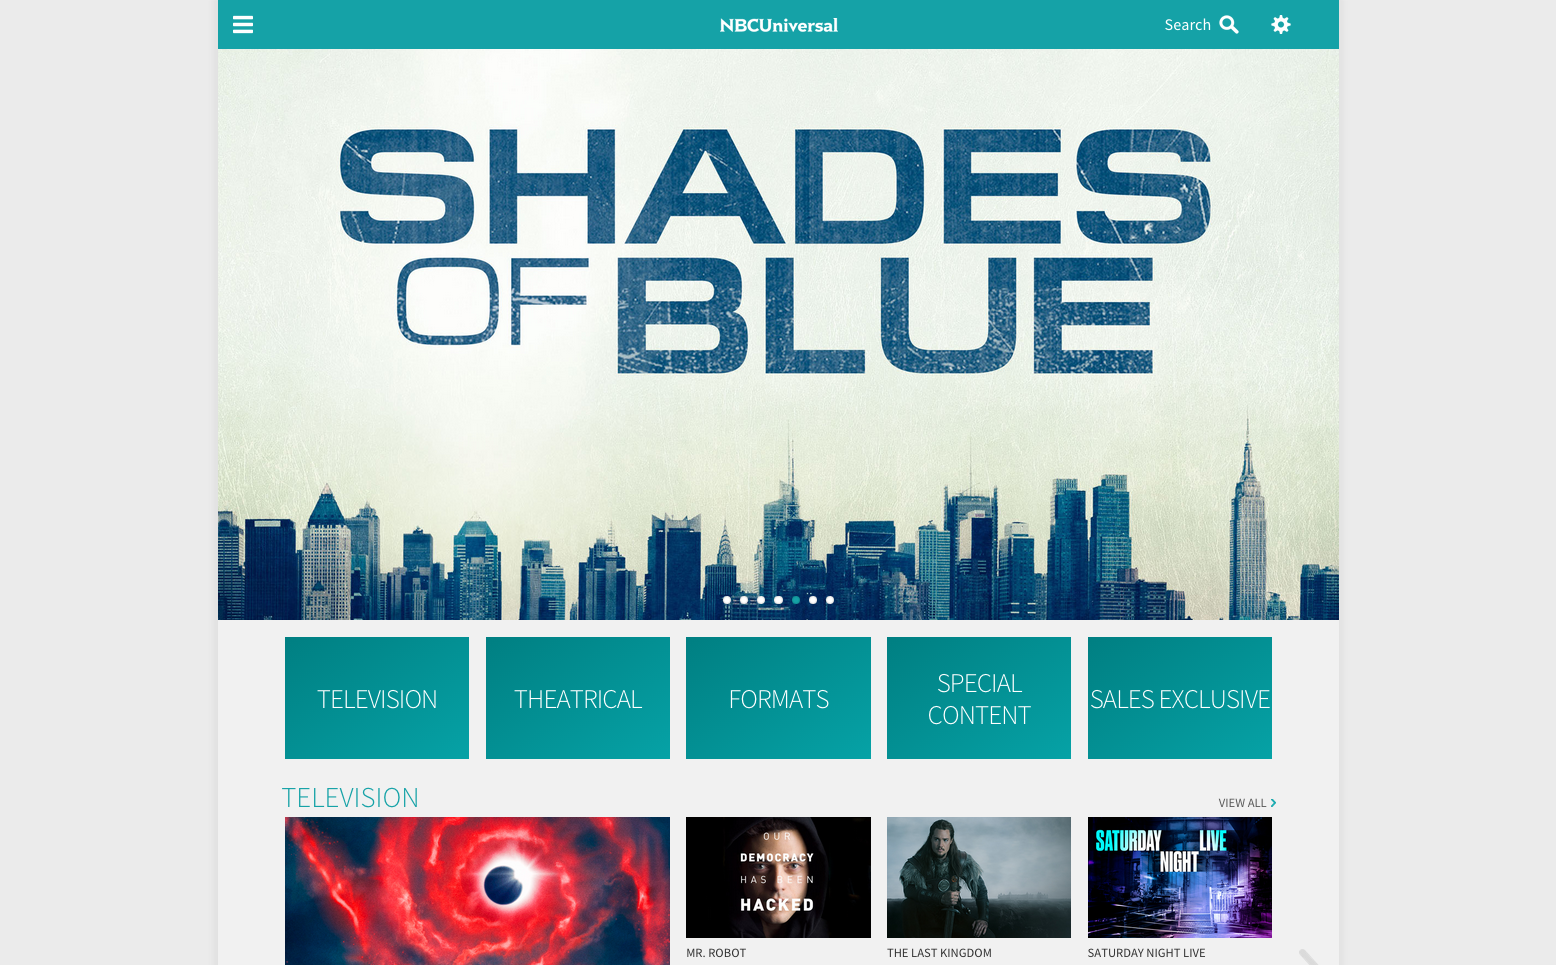 NBCUniversal
Search
SHADES
OF BLUE
TELEVISION
THEATRICAL
FORMATS
SPECIAL
CONTENT
SALES EXCLUSIVE
TELEVISION
VIEW ALL
OUR
DEMOCRACY
HAS BEEN
HACKED
SATURDAY
NIGHT
LIVE
MR. ROBOT
THE LAST KINGDOM
SATURDAY NIGHT LIVE